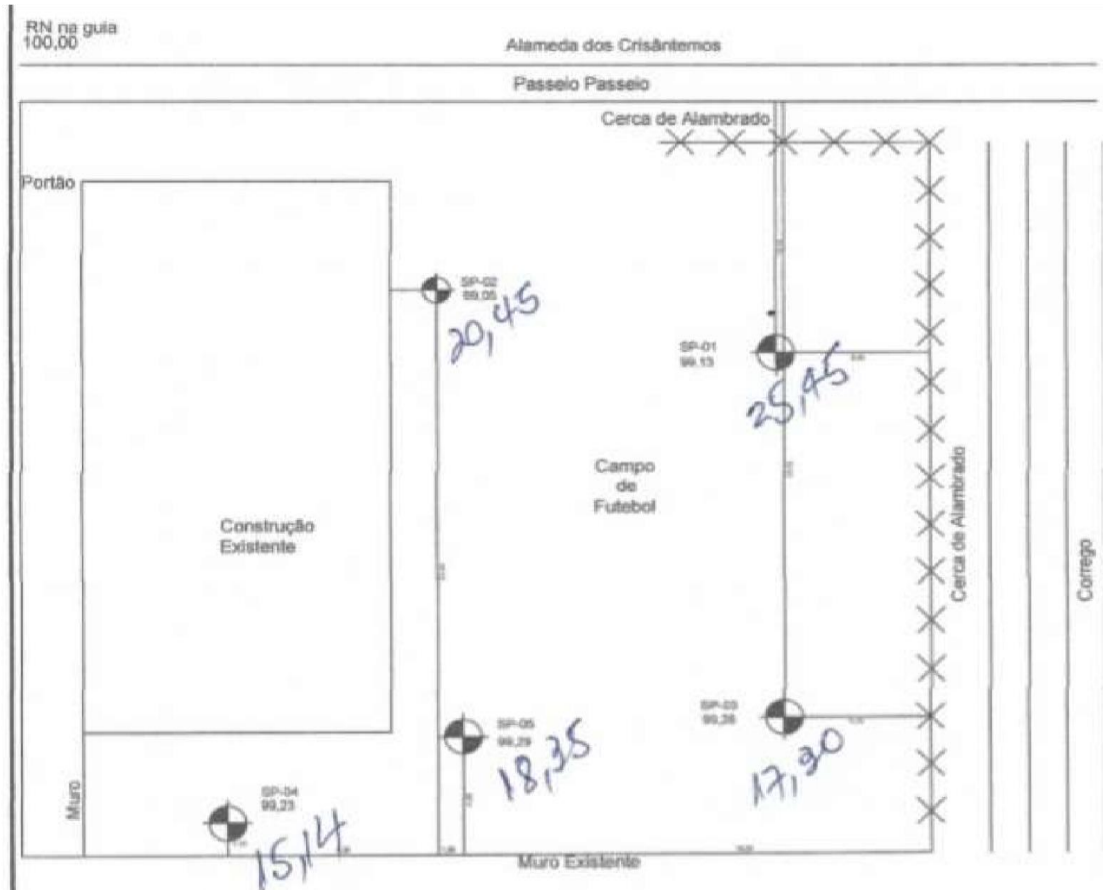 RN na guia
100,00
Alameda dos Crisântemos
Passeio Passeio
Cerca de Alambrado
Portão
SP-02
99,05
20,45
SP-01
99,13
25,45
Campo
de
Futebol
Construção
Existente
Cerca de Alambrado
Corrego
SP-03
99,28
17,90
SP-05
99,29
18,35
Muro
SP-04
99,23
15,14
Muro Existente